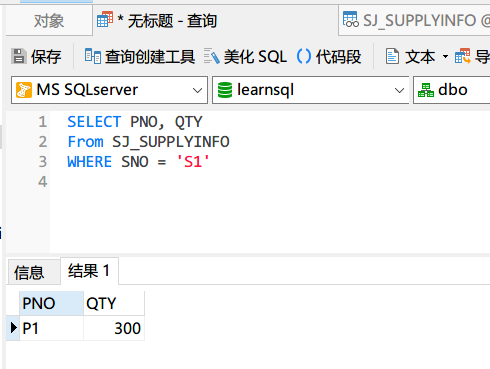 对象 * 无标题 - 查询 SJ_SUPPLYINFO @
保存 查询创建工具 美化 SQL () 代码段 文本 导
MS SQLserver learnsql dbo
1 SELECT PNO, QTY
2 From SJ_SUPPLYINFO
3 WHERE SNO = 'S1'
4
信息 结果 1
PNO QTY
P1 300